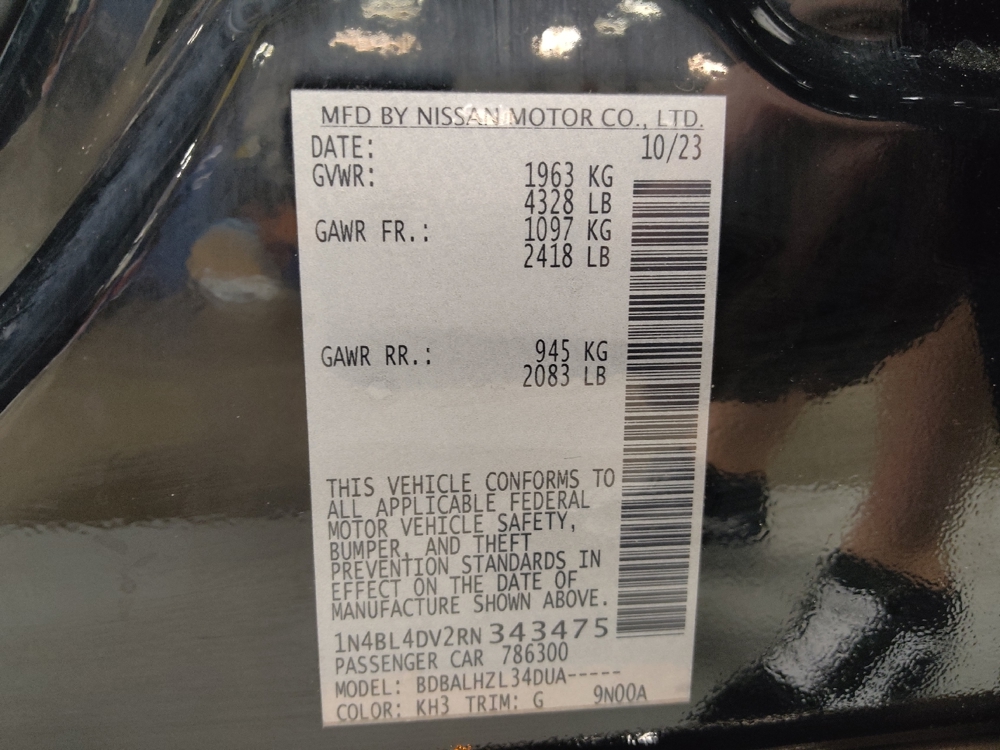 MFD BY NISSAN MOTOR CO., LTD.
DATE: 10/23
GVWR: 1963 KG
4328 LB
GAWR FR.: 1097 KG
2418 LB
GAWR RR.: 945 KG
2083 LB
THIS VEHICLE CONFORMS TO
ALL APPLICABLE FEDERAL
MOTOR VEHICLE SAFETY,
BUMPER, AND THEFT
PREVENTION STANDARDS IN
EFFECT ON THE DATE OF
MANUFACTURE SHOWN ABOVE.
1N4BL4DV2RN343475
PASSENGER CAR 786300
MODEL: BDBALHZL34DUA-----
COLOR: KH3 TRIM: G 9N00A